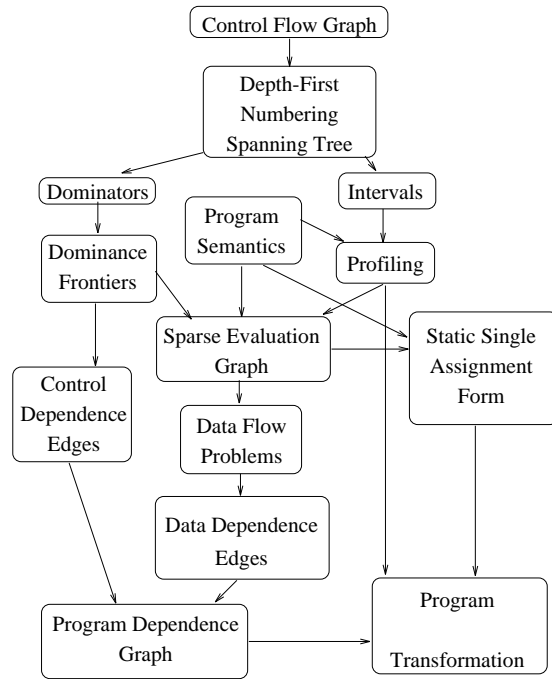 Control Flow Graph
Depth-First
Numbering
Spanning Tree
Dominators
Intervals
Program
Semantics
Dominance
Frontiers
Profiling
Sparse Evaluation
Graph
Static Single
Assignment
Form
Control
Dependence
Edges
Data Flow
Problems
Data Dependence
Edges
Program Dependence
Graph
Program
Transformation